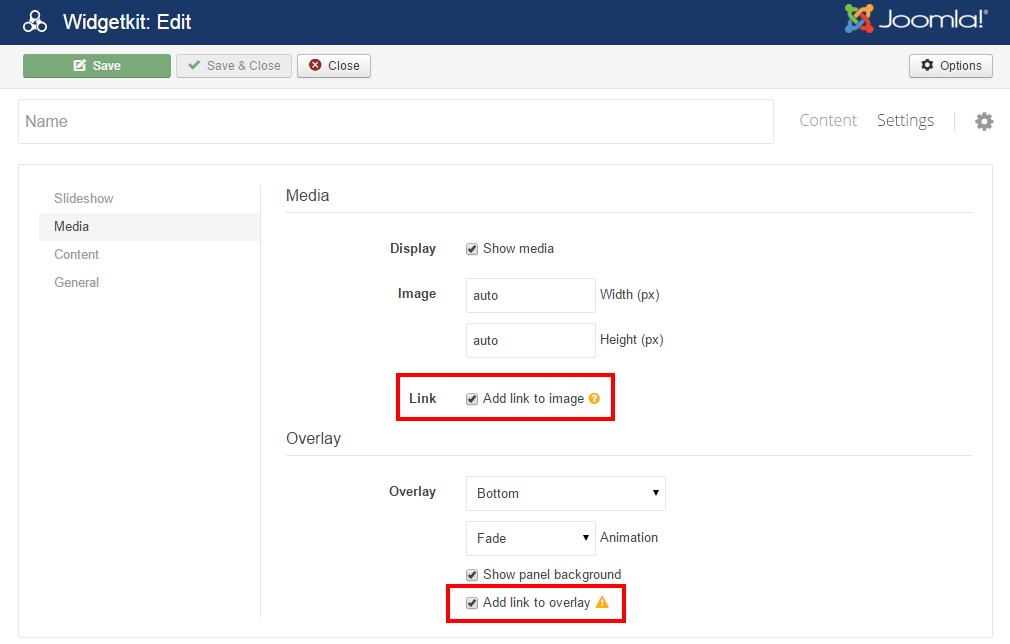 Widgetkit: Edit
Joomla!®
Save
Save & Close
Close
Options
Name
Content
Settings
Slideshow
Media
Content
General
Media
Display
Show media
Image
auto
Width (px)
auto
Height (px)
Link
Add link to image ?
Overlay
Overlay
Bottom
Fade
Animation
Show panel background
Add link to overlay